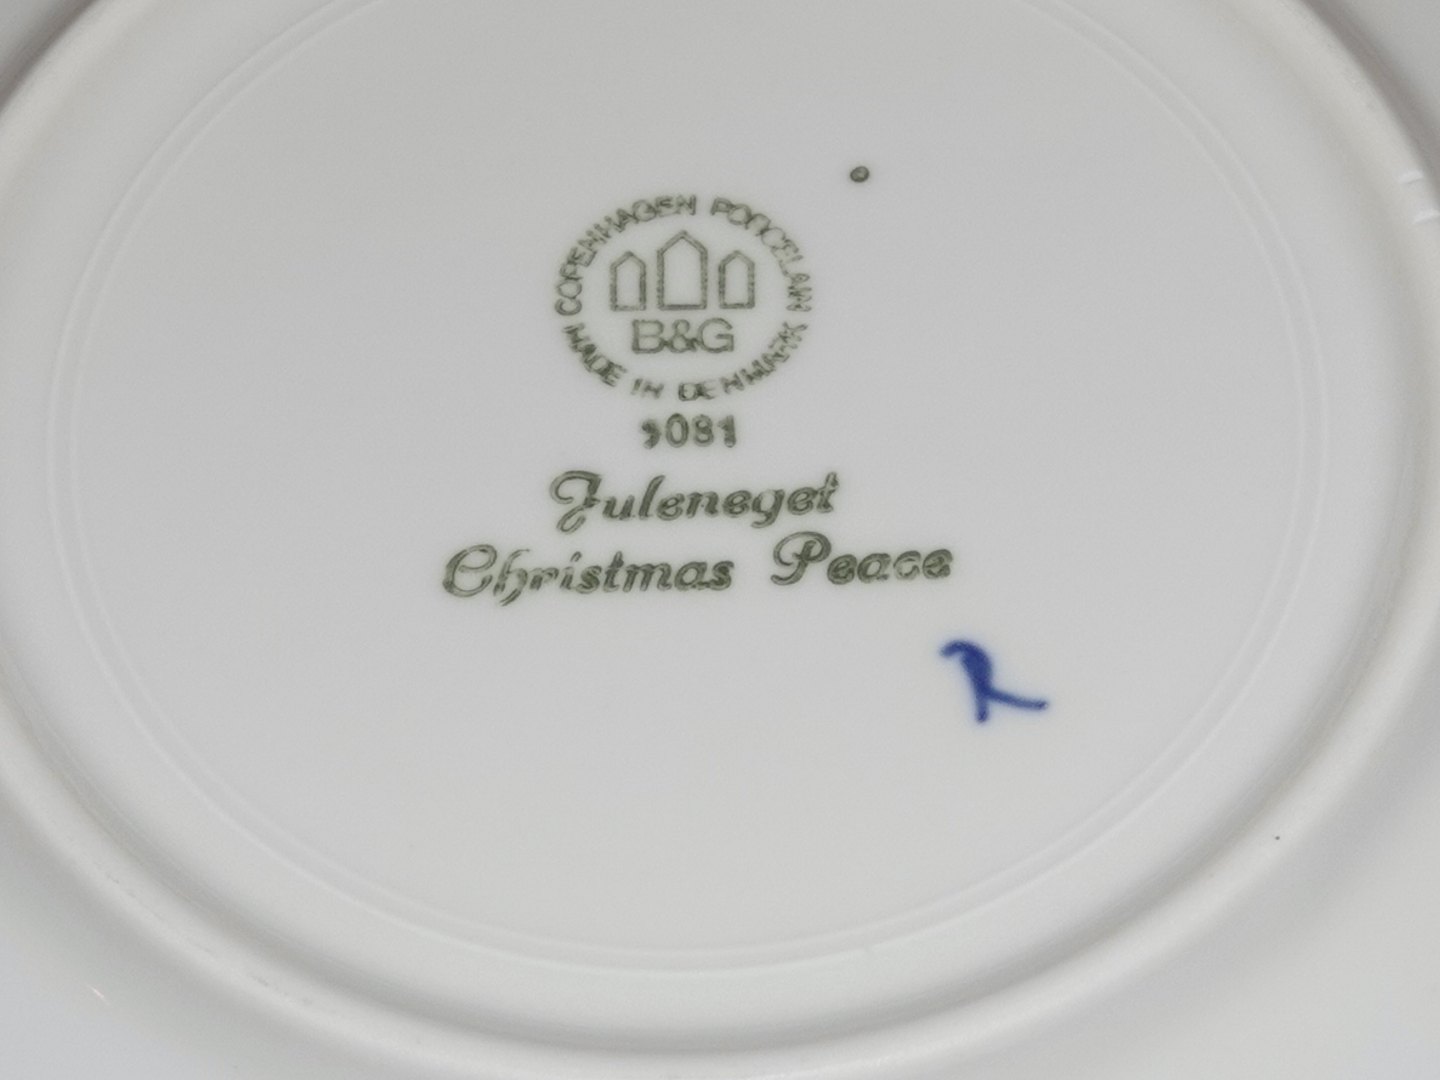 COPENHAGEN PORCELAIN
B&G
MADE IN DENMARK
9081
Juleneget
Christmas Peace
R